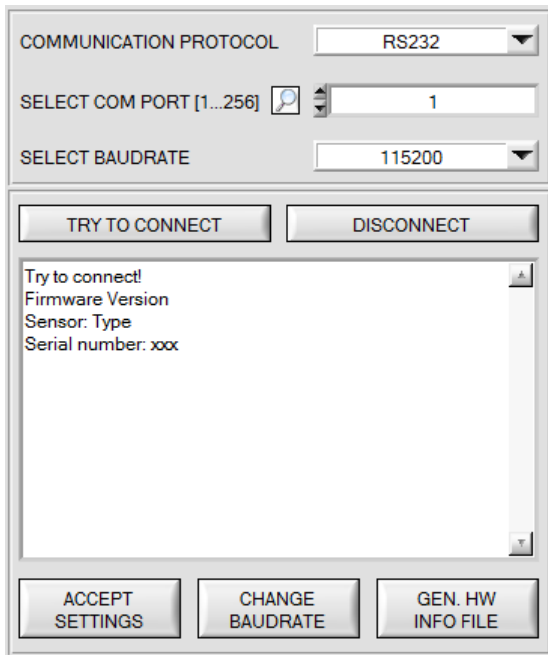 COMMUNICATION PROTOCOL RS232
SELECT COM PORT [1...256] 1
SELECT BAUDRATE 115200
TRY TO CONNECT DISCONNECT
Try to connect!
Firmware Version
Sensor: Type
Serial number: xxx
ACCEPT SETTINGS
CHANGE BAUDRATE
GEN. HW INFO FILE